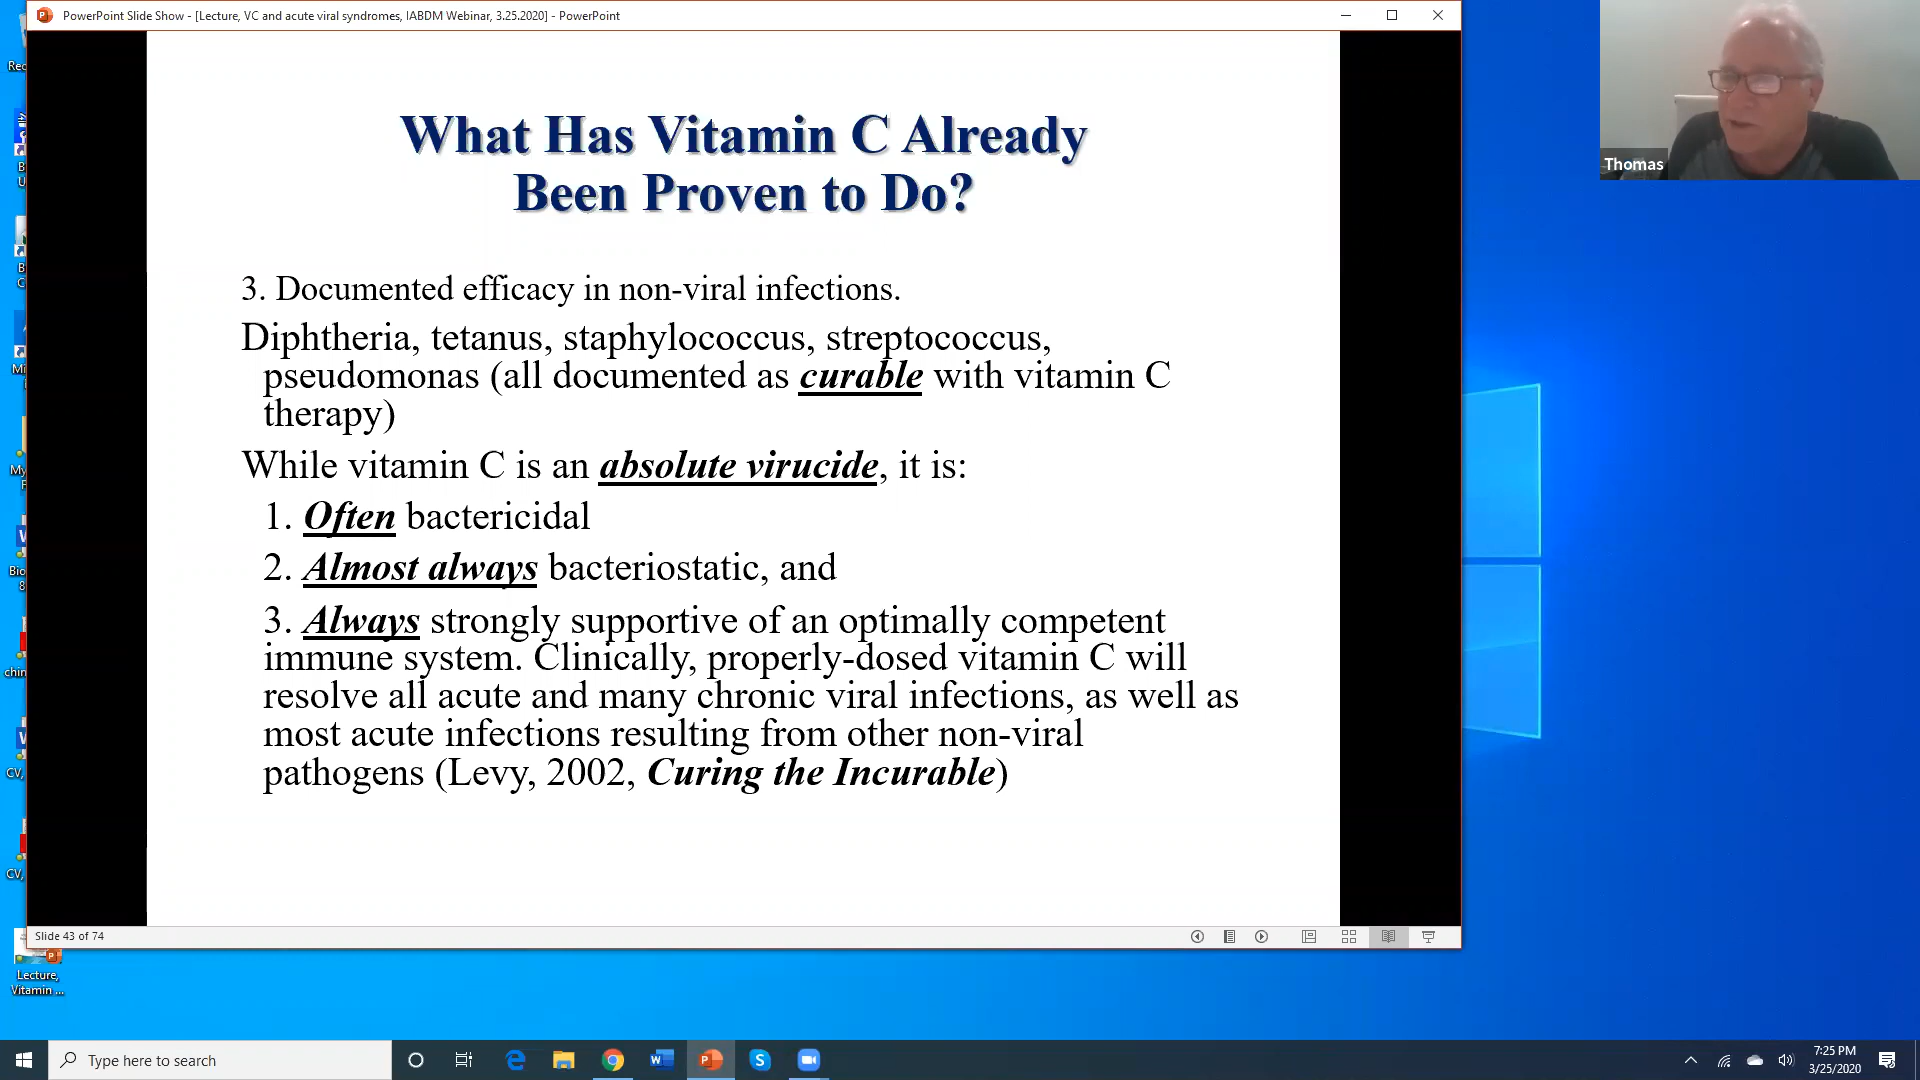 PowerPoint Slide Show - [Lecture, VC and acute viral syndromes, IABDM Webinar, 3.25.2020] - PowerPoint
Thomas
What Has Vitamin C Already
Been Proven to Do?
3. Documented efficacy in non-viral infections.
Diphtheria, tetanus, staphylococcus, streptococcus,
pseudomonas (all documented as curable with vitamin C
therapy)
While vitamin C is an absolute virucide, it is:
1. Often bactericidal
2. Almost always bacteriostatic, and
3. Always strongly supportive of an optimally competent
immune system. Clinically, properly-dosed vitamin C will
resolve all acute and many chronic viral infections, as well as
most acute infections resulting from other non-viral
pathogens (Levy, 2002, Curing the Incurable)
Slide 43 of 74
Lecture,
Vitamin ...
Type here to search
7:25 PM
3/25/2020